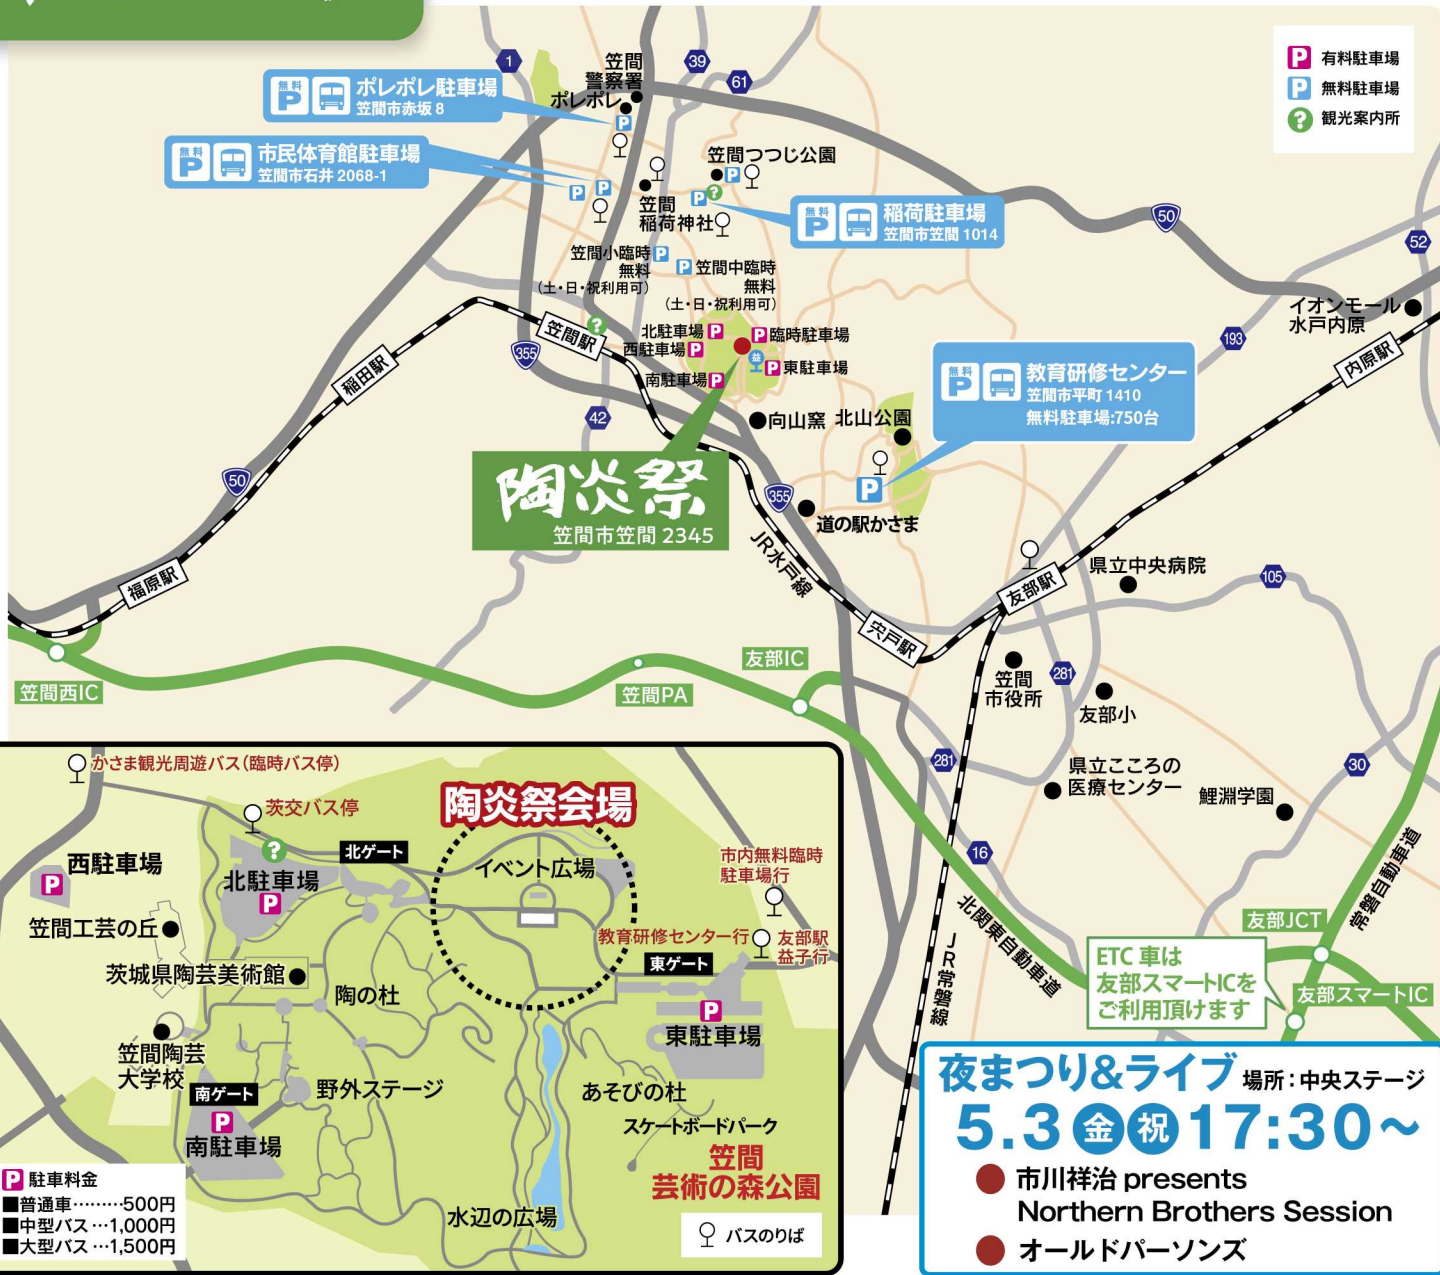 有料駐車場
無料駐車場
観光案内所
無料
ポレポレ駐車場
笠間市赤坂 8
無料
市民体育館駐車場
笠間市石井 2068-1
1
39
61
笠間
警察署
ポレポレ
笠間つつじ公園
笠間
稲荷神社
無料
稲荷駐車場
笠間市笠間 1014
50
52
笠間小臨時
無料
(土・日・祝利用可)
笠間中臨時
無料
(土・日・祝利用可)
イオンモール
水戸内原
193
内原駅
笠間駅
355
稲田駅
北駐車場
西駐車場
南駐車場
臨時駐車場
益
東駐車場
42
向山窯
北山公園
無料
教育研修センター
笠間市平町 1410
無料駐車場:750台
陶炎祭
笠間市笠間 2345
50
355
道の駅かさま
JR水戸線
福原駅
友部駅
県立中央病院
105
宍戸駅
笠間西IC
笠間PA
友部IC
笠間
市役所
281
友部小
281
県立こころの
医療センター
鯉淵学園
30
16
北関東自動車道
JR常磐線
常磐自動車道
友部JCT
友部スマートIC
ETC 車は
友部スマートICを
ご利用頂けます
かさま観光周遊バス(臨時バス停)
茨交バス停
陶炎祭会場
西駐車場
P
北ゲート
北駐車場
P
イベント広場
市内無料臨時
駐車場行
笠間工芸の丘
教育研修センター行
友部駅
益子行
東ゲート
茨城県陶芸美術館
陶の杜
P
東駐車場
笠間陶芸
大学校
南ゲート
P
南駐車場
野外ステージ
あそびの杜
スケートボードパーク
笠間
芸術の森公園
水辺の広場
バスのりば
P 駐車料金
■普通車………500円
■中型バス…1,000円
■大型バス…1,500円
夜まつり&ライブ 場所：中央ステージ
5.3 金 祝 17:30～
市川祥治 presents
Northern Brothers Session
オールドパーソンズ